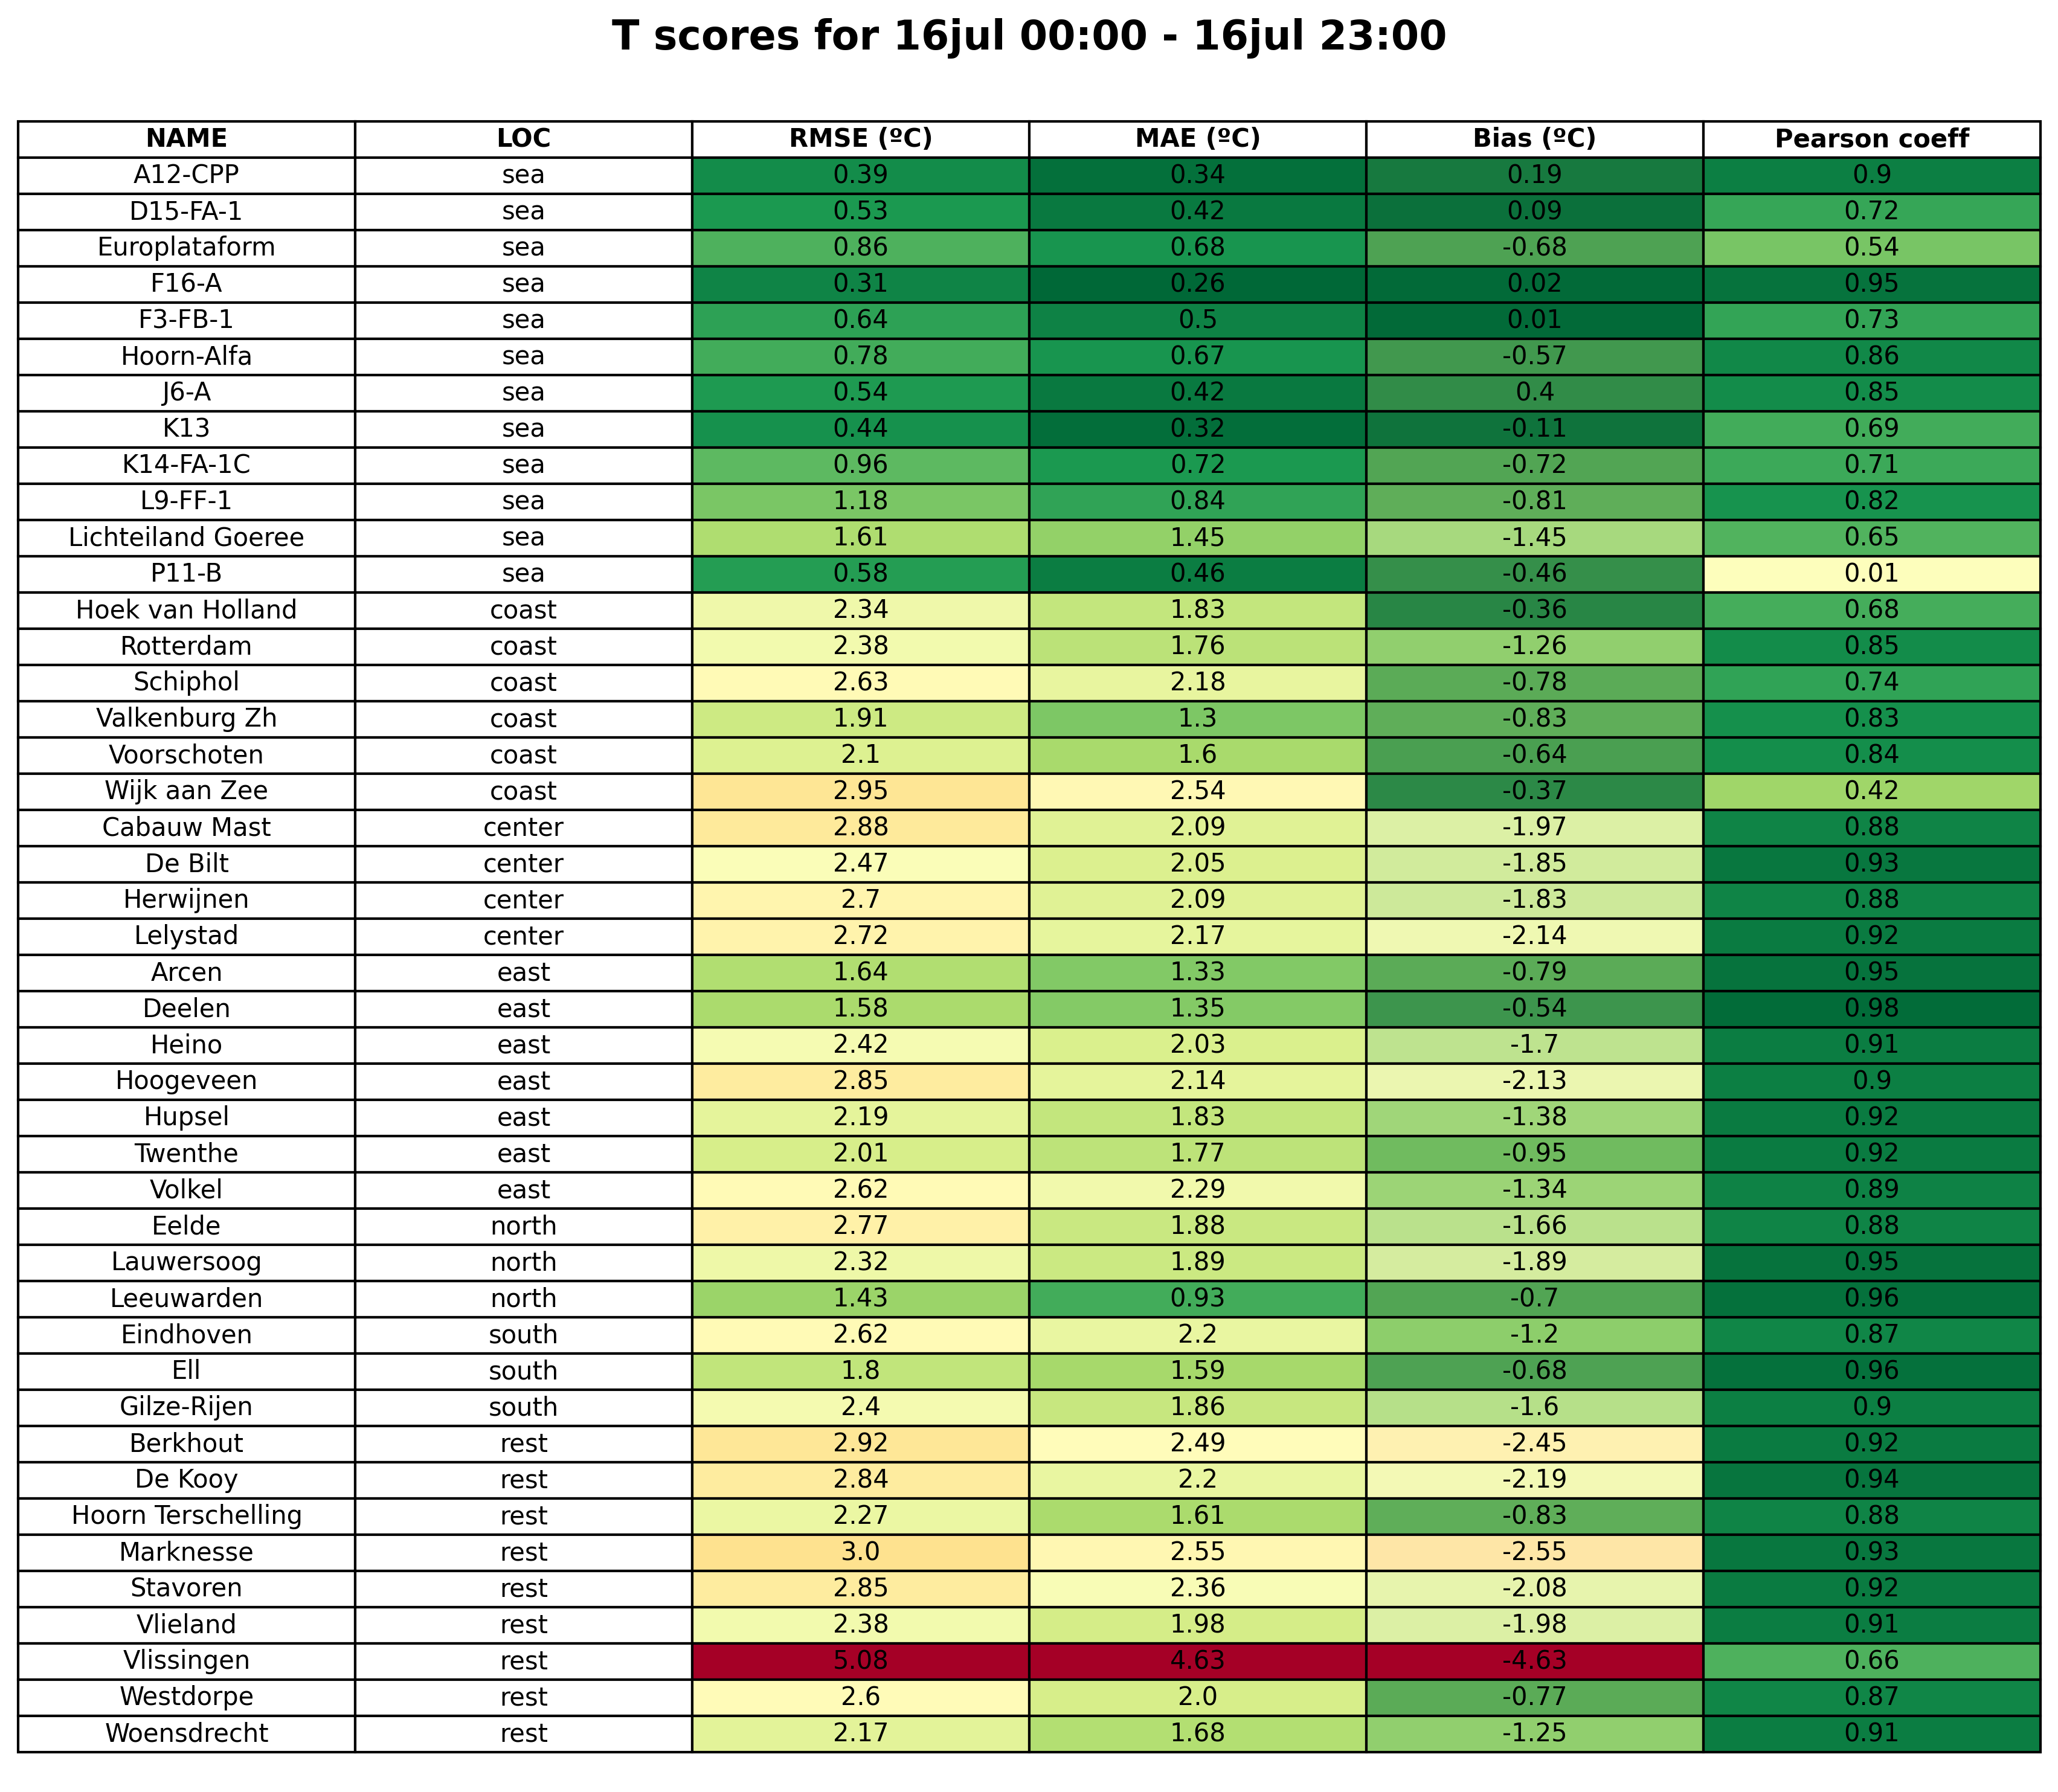 T scores for 16jul 00:00 - 16jul 23:00
NAME LOC RMSE (ºC) MAE (ºC) Bias (ºC) Pearson coeff
A12-CPP sea 0.39 0.34 0.19 0.9
D15-FA-1 sea 0.53 0.42 0.09 0.72
Europlataform sea 0.86 0.68 -0.68 0.54
F16-A sea 0.31 0.26 0.02 0.95
F3-FB-1 sea 0.64 0.5 0.01 0.73
Hoorn-Alfa sea 0.78 0.67 -0.57 0.86
J6-A sea 0.54 0.42 0.4 0.85
K13 sea 0.44 0.32 -0.11 0.69
K14-FA-1C sea 0.96 0.72 -0.72 0.71
L9-FF-1 sea 1.18 0.84 -0.81 0.82
Lichteiland Goeree sea 1.61 1.45 -1.45 0.65
P11-B sea 0.58 0.46 -0.46 0.01
Hoek van Holland coast 2.34 1.83 -0.36 0.68
Rotterdam coast 2.38 1.76 -1.26 0.85
Schiphol coast 2.63 2.18 -0.78 0.74
Valkenburg Zh coast 1.91 1.3 -0.83 0.83
Voorschoten coast 2.1 1.6 -0.64 0.84
Wijk aan Zee coast 2.95 2.54 -0.37 0.42
Cabauw Mast center 2.88 2.09 -1.97 0.88
De Bilt center 2.47 2.05 -1.85 0.93
Herwijnen center 2.7 2.09 -1.83 0.88
Lelystad center 2.72 2.17 -2.14 0.92
Arcen east 1.64 1.33 -0.79 0.95
Deelen east 1.58 1.35 -0.54 0.98
Heino east 2.42 2.03 -1.7 0.91
Hoogeveen east 2.85 2.14 -2.13 0.9
Hupsel east 2.19 1.83 -1.38 0.92
Twenthe east 2.01 1.77 -0.95 0.92
Volkel east 2.62 2.29 -1.34 0.89
Eelde north 2.77 1.88 -1.66 0.88
Lauwersoog north 2.32 1.89 -1.89 0.95
Leeuwarden north 1.43 0.93 -0.7 0.96
Eindhoven south 2.62 2.2 -1.2 0.87
Ell south 1.8 1.59 -0.68 0.96
Gilze-Rijen south 2.4 1.86 -1.6 0.9
Berkhout rest 2.92 2.49 -2.45 0.92
De Kooy rest 2.84 2.2 -2.19 0.94
Hoorn Terschelling rest 2.27 1.61 -0.83 0.88
Marknesse rest 3.0 2.55 -2.55 0.93
Stavoren rest 2.85 2.36 -2.08 0.92
Vlieland rest 2.38 1.98 -1.98 0.91
Vlissingen rest 5.08 4.63 -4.63 0.66
Westdorpe rest 2.6 2.0 -0.77 0.87
Woensdrecht rest 2.17 1.68 -1.25 0.91